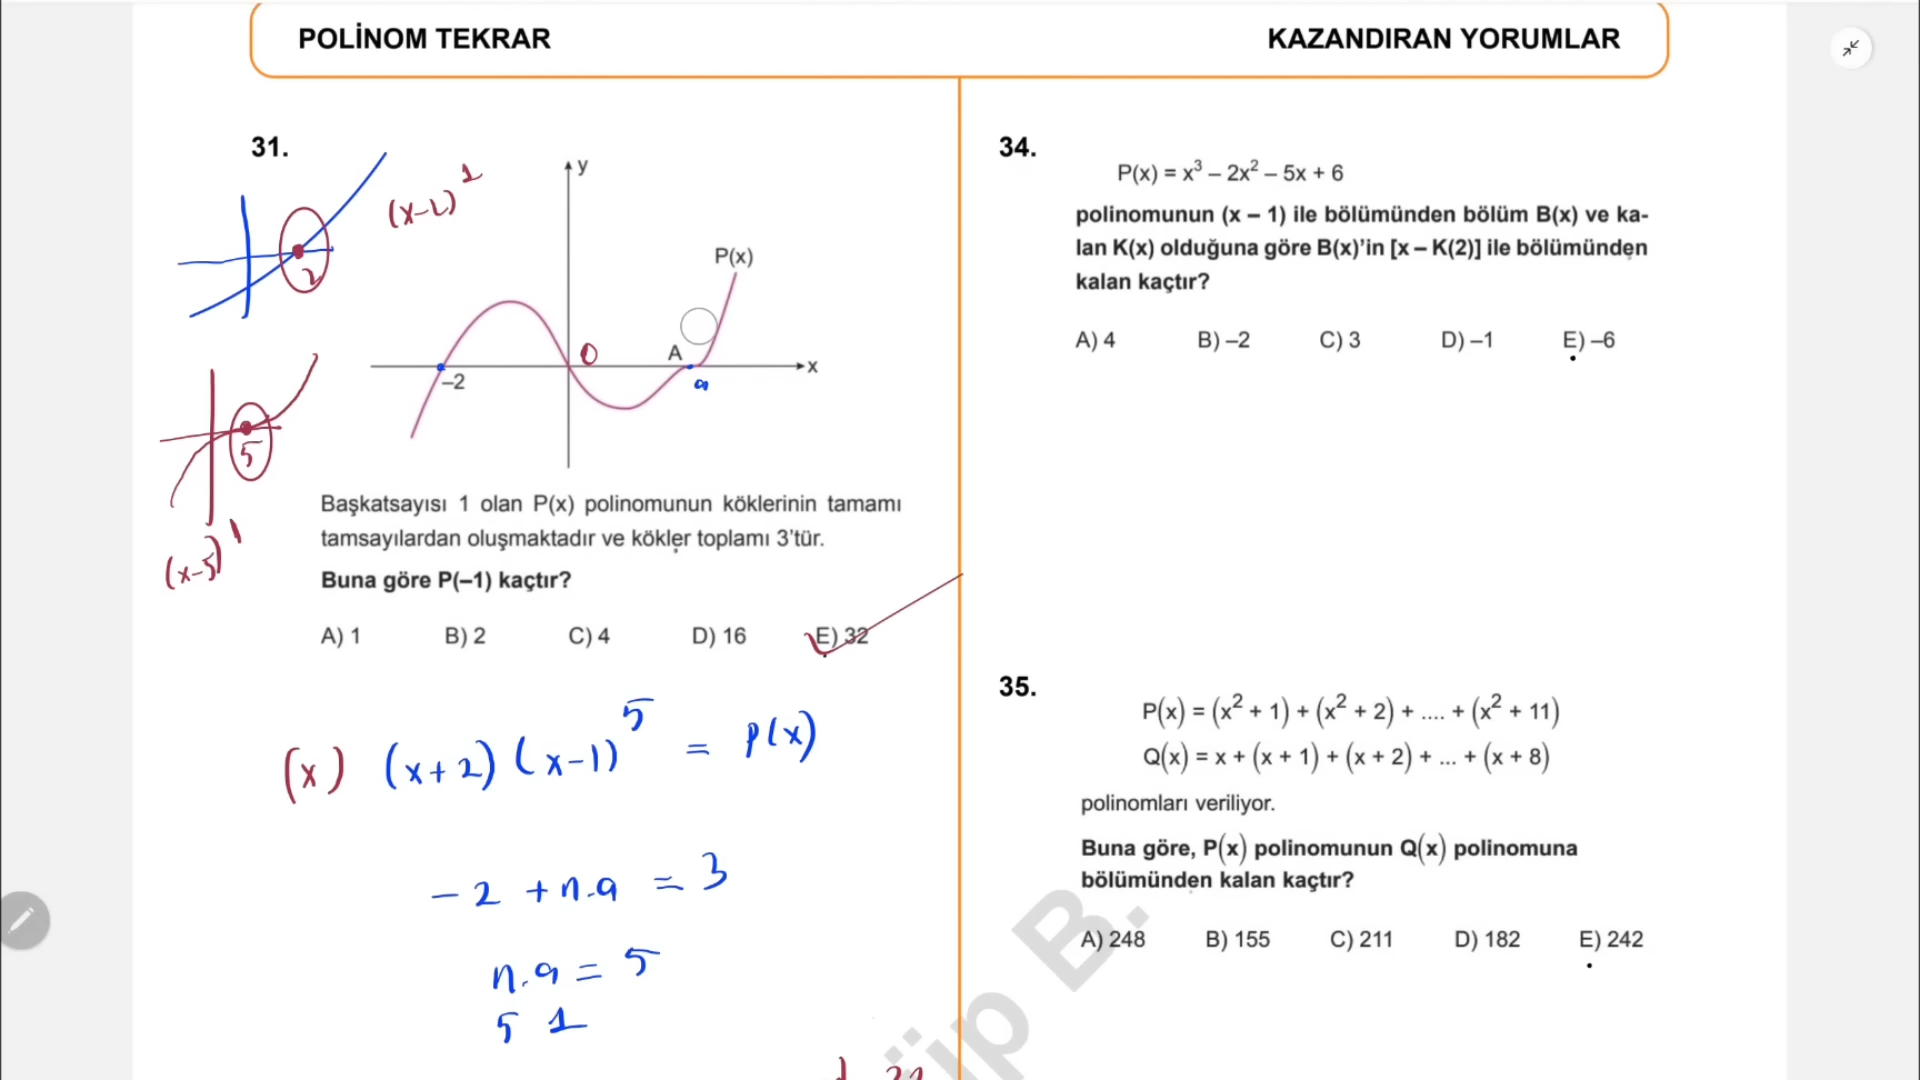 POLİNOM TEKRAR
KAZANDIRAN YORUMLAR
31.
(x-2)^1
2
y
P(x)
0
A
x
-2
a
5
(x-5)^1
Başkatsayısı 1 olan P(x) polinomunun köklerinin tamamı
tamsayılardan oluşmaktadır ve kökler toplamı 3'tür.
Buna göre P(–1) kaçtır?
A) 1 B) 2 C) 4 D) 16 E) 32
(x) (x+2) (x-1)^5 = P(x)
-2 + n.a = 3
n.a = 5
5 1
34.
P(x) = x³ – 2x² – 5x + 6
polinomunun (x – 1) ile bölümünden bölüm B(x) ve ka-
lan K(x) olduğuna göre B(x)'in [x – K(2)] ile bölümünden
kalan kaçtır?
A) 4 B) –2 C) 3 D) –1 E) –6
35.
P(x) = (x² + 1) + (x² + 2) + .... + (x² + 11)
Q(x) = x + (x + 1) + (x + 2) + ... + (x + 8)
polinomları veriliyor.
Buna göre, P(x) polinomunun Q(x) polinomuna
bölümünden kalan kaçtır?
A) 248 B) 155 C) 211 D) 182 E) 242
B.